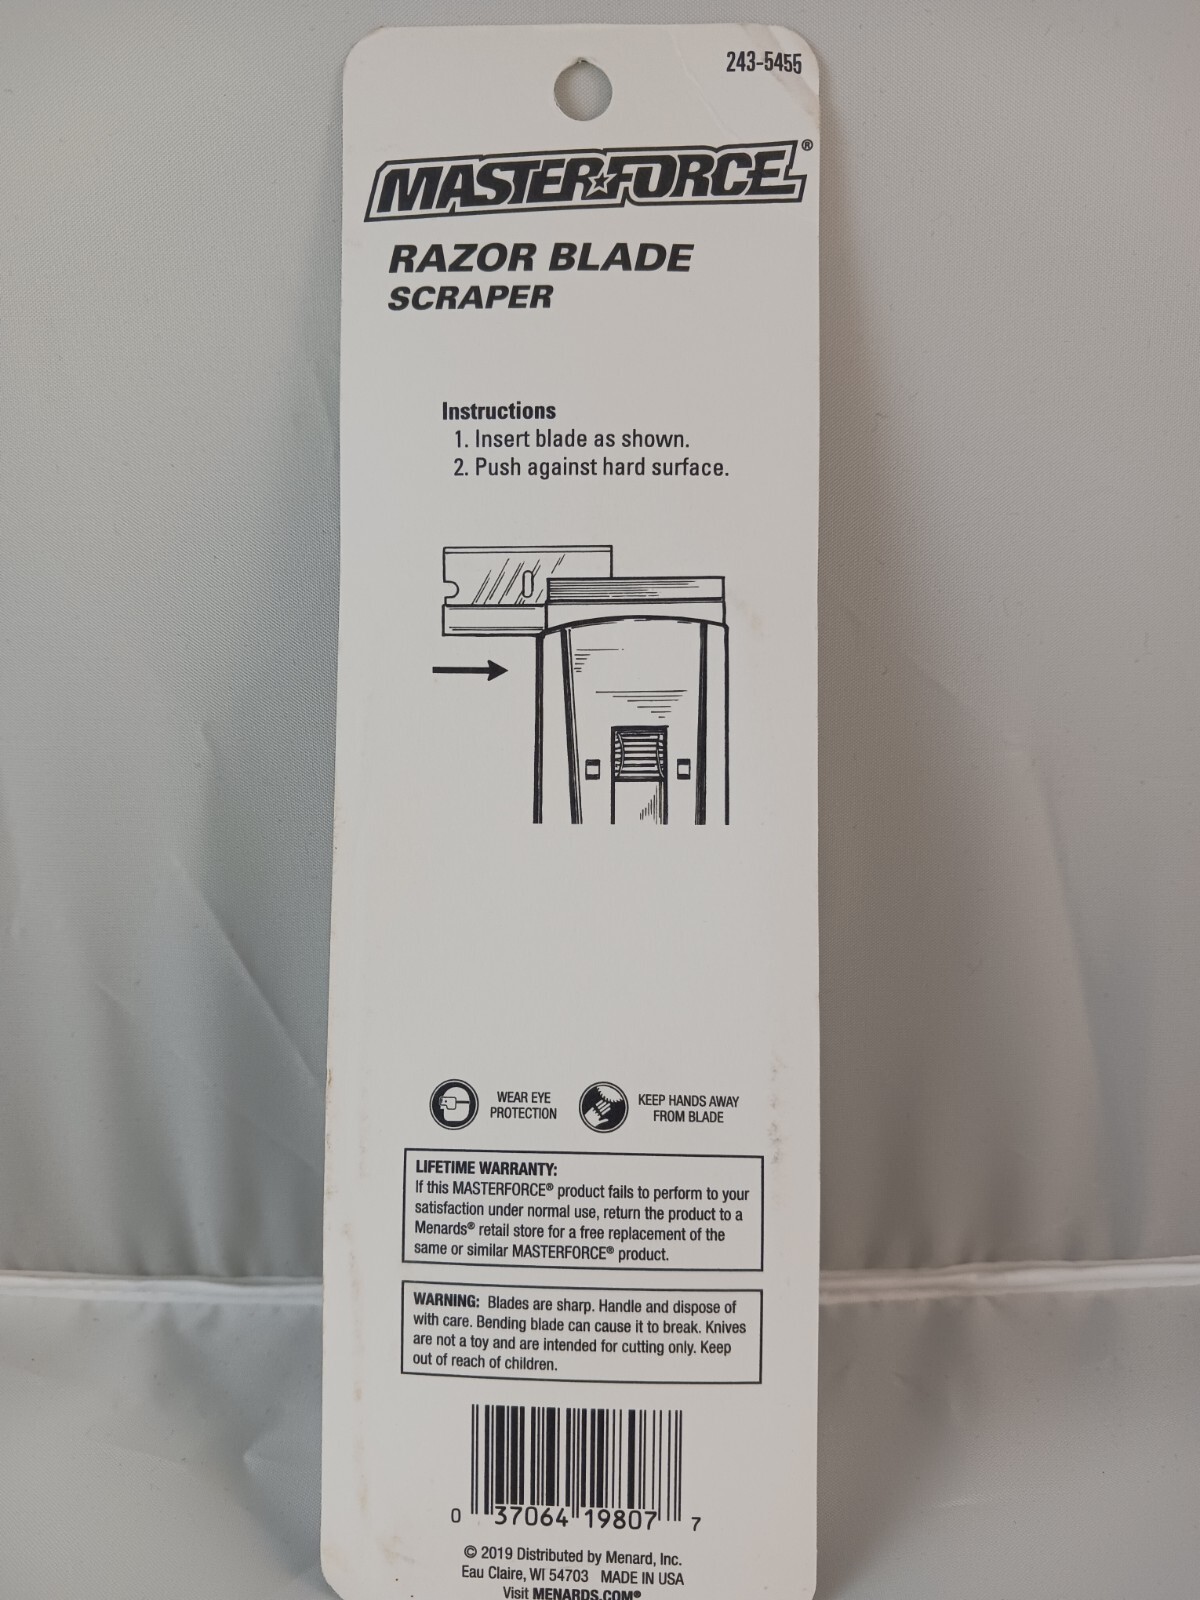 243-5455
MASTERFORCE®
RAZOR BLADE
SCRAPER
Instructions
1. Insert blade as shown.
2. Push against hard surface.
WEAR EYE
PROTECTION
KEEP HANDS AWAY
FROM BLADE
LIFETIME WARRANTY:
If this MASTERFORCE® product fails to perform to your
satisfaction under normal use, return the product to a
Menards® retail store for a free replacement of the
same or similar MASTERFORCE® product.
WARNING: Blades are sharp. Handle and dispose of
with care. Bending blade can cause it to break. Knives
are not a toy and are intended for cutting only. Keep
out of reach of children.
0 37064 19807 7
© 2019 Distributed by Menard, Inc.
Eau Claire, WI 54703 MADE IN USA
Visit MENARDS.COM®